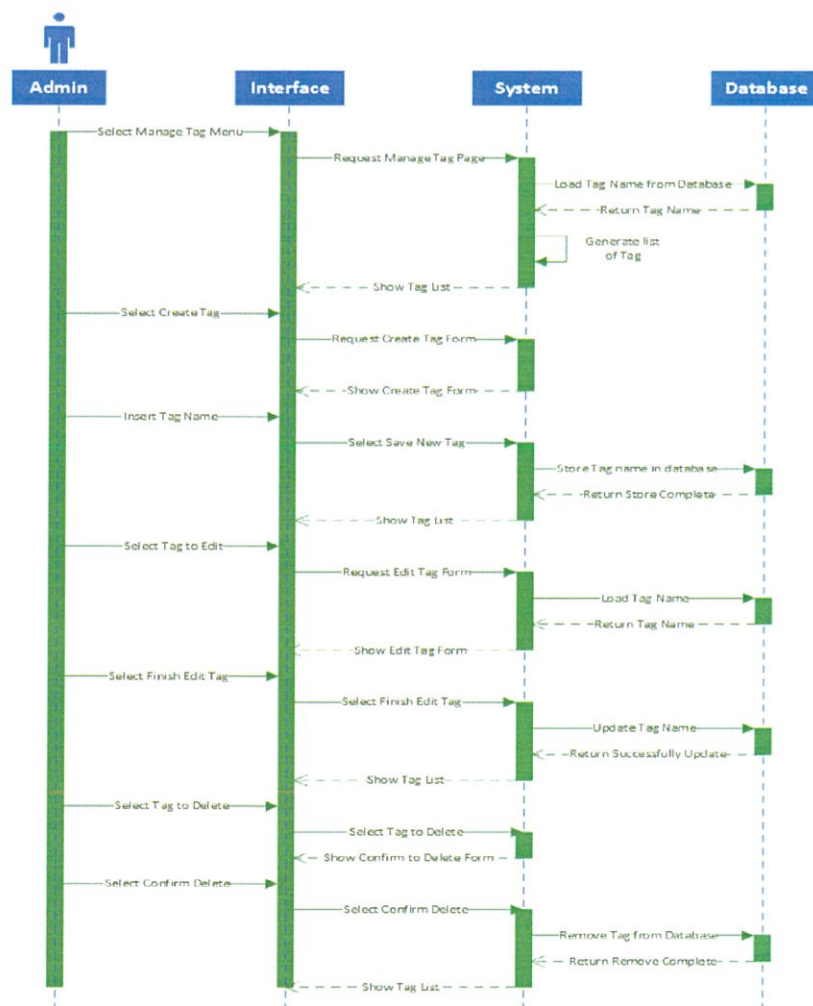 Admin
Interface
System
Database
Select Manage Tag Menu
Request Manage Tag Page
Load Tag Name from Database
Return Tag Name
Generate list
of Tag
Show Tag List
Select Create Tag
Request Create Tag Form
Show Create Tag Form
Insert Tag Name
Select Save New Tag
Store Tag name in database
Return Store Complete
Show Tag List
Select Tag to Edit
Request Edit Tag Form
Load Tag Name
Return Tag Name
Show Edit Tag Form
Select Finish Edit Tag
Select Finish Edit Tag
Update Tag Name
Return Successfully Update
Show Tag List
Select Tag to Delete
Select Tag to Delete
Show Confirm to Delete Form
Select Confirm Delete
Select Confirm Delete
Remove Tag from Database
Return Remove Complete
Show Tag List